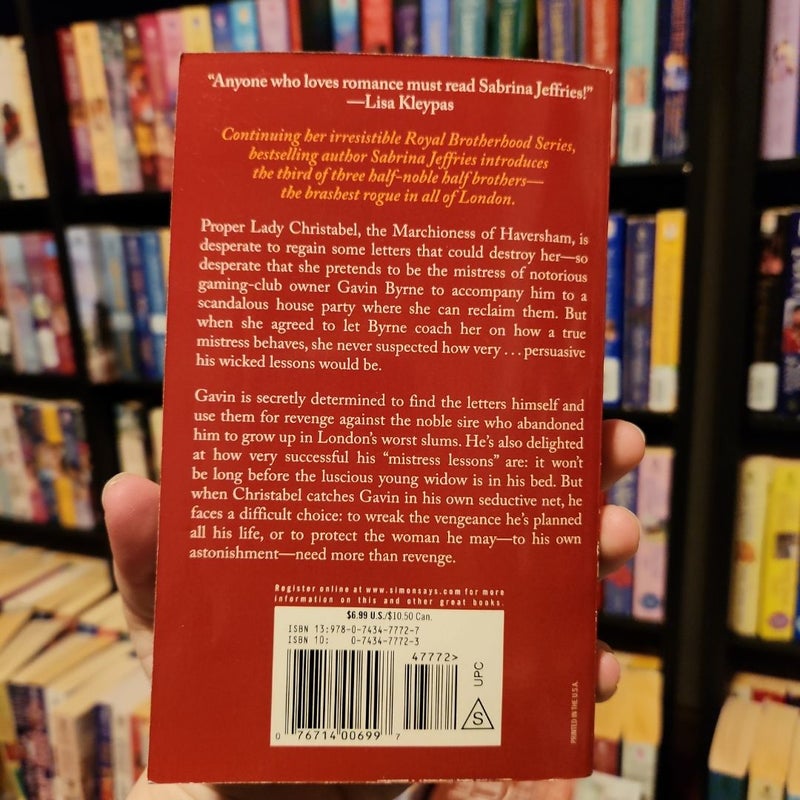 “Anyone who loves romance must read Sabrina Jeffries!”
—Lisa Kleypas
Continuing her irresistible Royal Brotherhood Series,
bestselling author Sabrina Jeffries introduces
the third of three half-noble half brothers—
the brashest rogue in all of London.
Proper Lady Christabel, the Marchioness of Haversham, is
desperate to regain some letters that could destroy her—so
desperate that she pretends to be the mistress of notorious
gaming-club owner Gavin Byrne to accompany him to a
scandalous house party where she can reclaim them. But
when she agreed to let Byrne coach her on how a true
mistress behaves, she never suspected how very . . . persuasive
his wicked lessons would be.
Gavin is secretly determined to find the letters himself and
use them for revenge against the noble sire who abandoned
him to grow up in London’s worst slums. He’s also delighted
at how very successful his “mistress lessons” are: it won’t
be long before the luscious young widow is in his bed. But
when Christabel catches Gavin in his own seductive net, he
faces a difficult choice: to wreak the vengeance he’s planned
all his life, or to protect the woman he may—to his own
astonishment—need more than revenge.
Register online at www.simonsays.com for more
information on this and other great books.
$6.99 U.S./$10.50 Can.
ISBN 13:978-0-7434-7772-7
ISBN 10: 0-7434-7772-3
47772>
UPC
S
0 76714 00699 7
PRINTED IN THE U.S.A.